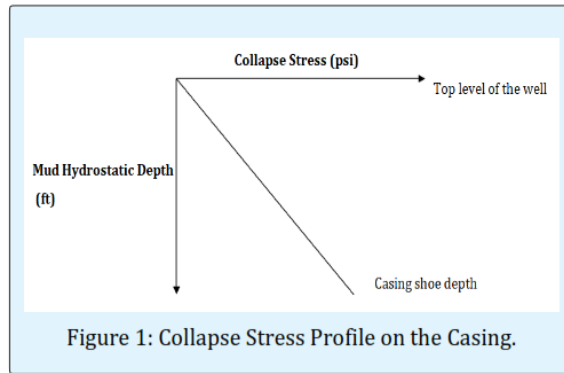 Collapse Stress (psi)
Top level of the well
Mud Hydrostatic Depth
(ft)
Casing shoe depth
Figure 1: Collapse Stress Profile on the Casing.